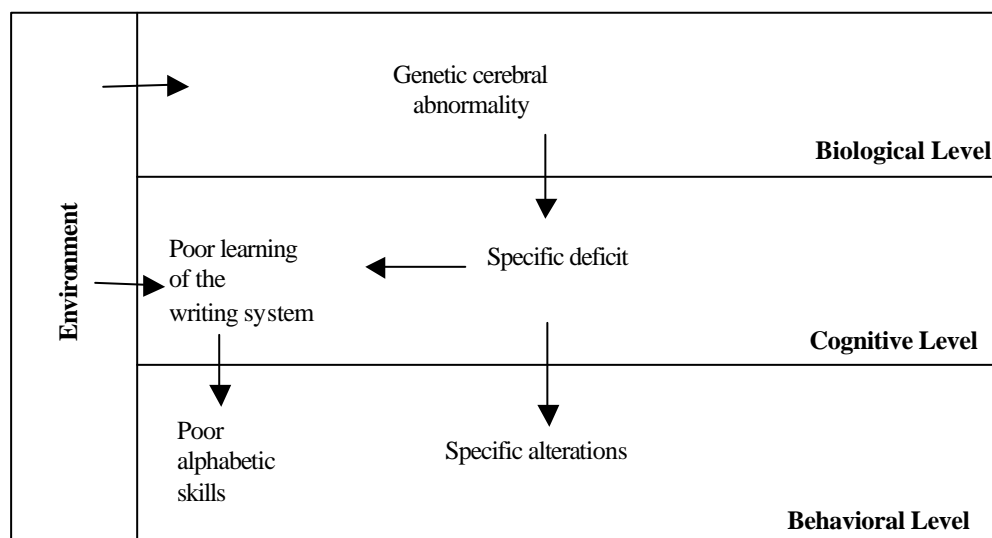 Environment
Genetic cerebral
abnormality
Biological Level
Poor learning
of the
writing system
Specific deficit
Cognitive Level
Poor
alphabetic
skills
Specific alterations
Behavioral Level